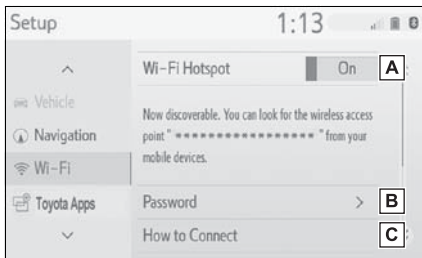 Setup
1:13
Wi-Fi Hotspot
On
A
Vehicle
Navigation
Wi-Fi
Toyota Apps
Now discoverable. You can look for the wireless access
point " ***************** " from your
mobile devices.
Password
B
How to Connect
C